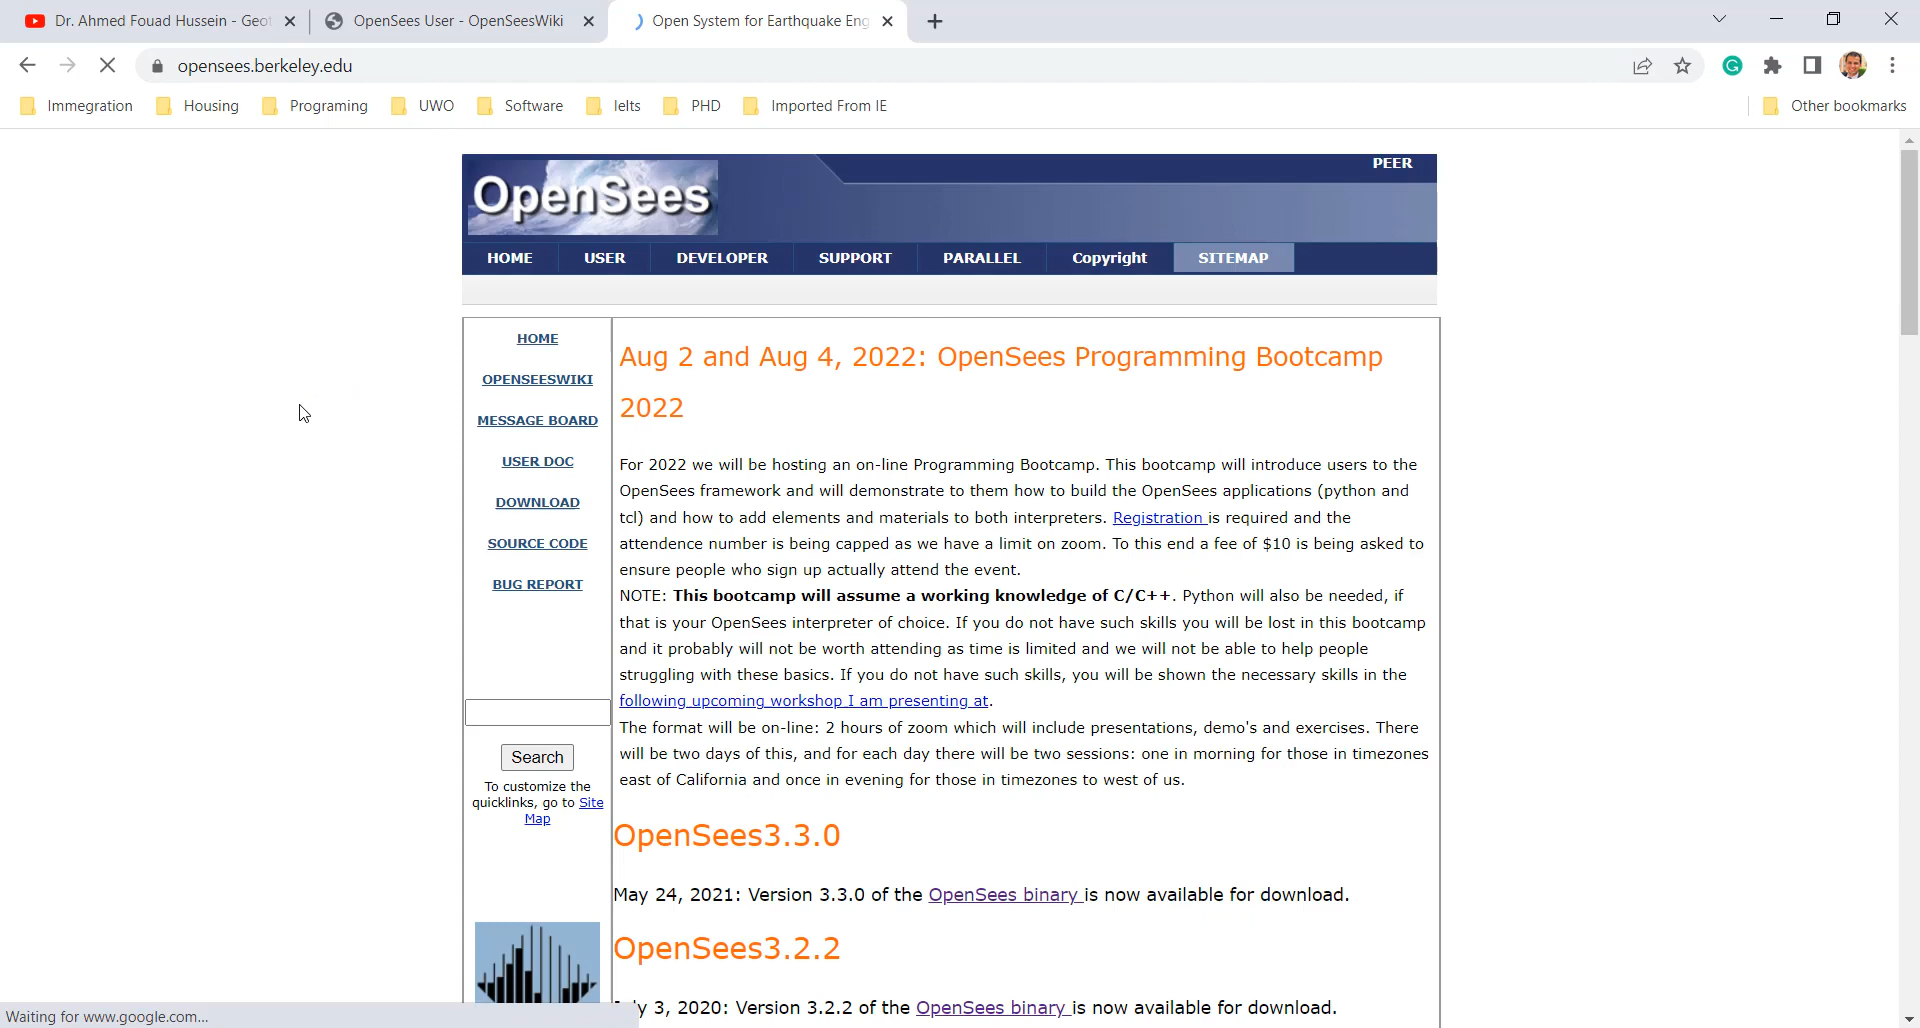 Dr. Ahmed Fouad Hussein - Geot
OpenSees User - OpenSeesWiki
Open System for Earthquake Eng
opensees.berkeley.edu
Immegration
Housing
Programing
UWO
Software
Ielts
PHD
Imported From IE
Other bookmarks
OpenSees
PEER
HOME
USER
DEVELOPER
SUPPORT
PARALLEL
Copyright
SITEMAP
HOME
OPENSEESWIKI
MESSAGE BOARD
USER DOC
DOWNLOAD
SOURCE CODE
BUG REPORT
Search
To customize the
quicklinks, go to Site
Map
Aug 2 and Aug 4, 2022: OpenSees Programming Bootcamp
2022
For 2022 we will be hosting an on-line Programming Bootcamp. This bootcamp will introduce users to the
OpenSees framework and will demonstrate to them how to build the OpenSees applications (python and
tcl) and how to add elements and materials to both interpreters. Registration is required and the
attendence number is being capped as we have a limit on zoom. To this end a fee of $10 is being asked to
ensure people who sign up actually attend the event.
NOTE: This bootcamp will assume a working knowledge of C/C++. Python will also be needed, if
that is your OpenSees interpreter of choice. If you do not have such skills you will be lost in this bootcamp
and it probably will not be worth attending as time is limited and we will not be able to help people
struggling with these basics. If you do not have such skills, you will be shown the necessary skills in the
following upcoming workshop I am presenting at.
The format will be on-line: 2 hours of zoom which will include presentations, demo's and exercises. There
will be two days of this, and for each day there will be two sessions: one in morning for those in timezones
east of California and once in evening for those in timezones to west of us.
OpenSees3.3.0
May 24, 2021: Version 3.3.0 of the OpenSees binary is now available for download.
OpenSees3.2.2
y 3, 2020: Version 3.2.2 of the OpenSees binary is now available for download.
Waiting for www.google.com...